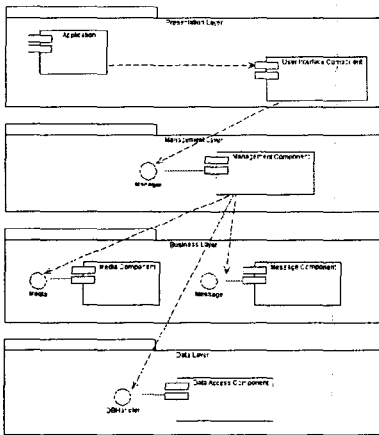 Presentation Layer
Application
User Interface Component
Management Layer
Management Component
Manager
Business Layer
Media Component
Message Component
Media
Message
Data Layer
Data Access Component
DBHandler